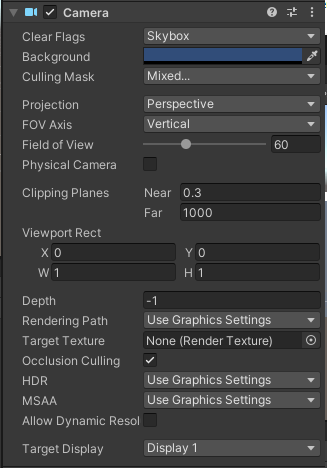 Camera
Clear Flags Skybox
Background
Culling Mask Mixed...
Projection Perspective
FOV Axis Vertical
Field of View 60
Physical Camera
Clipping Planes Near 0.3
Far 1000
Viewport Rect
X 0 Y 0
W 1 H 1
Depth -1
Rendering Path Use Graphics Settings
Target Texture None (Render Texture)
Occlusion Culling
HDR Use Graphics Settings
MSAA Use Graphics Settings
Allow Dynamic Resol
Target Display Display 1